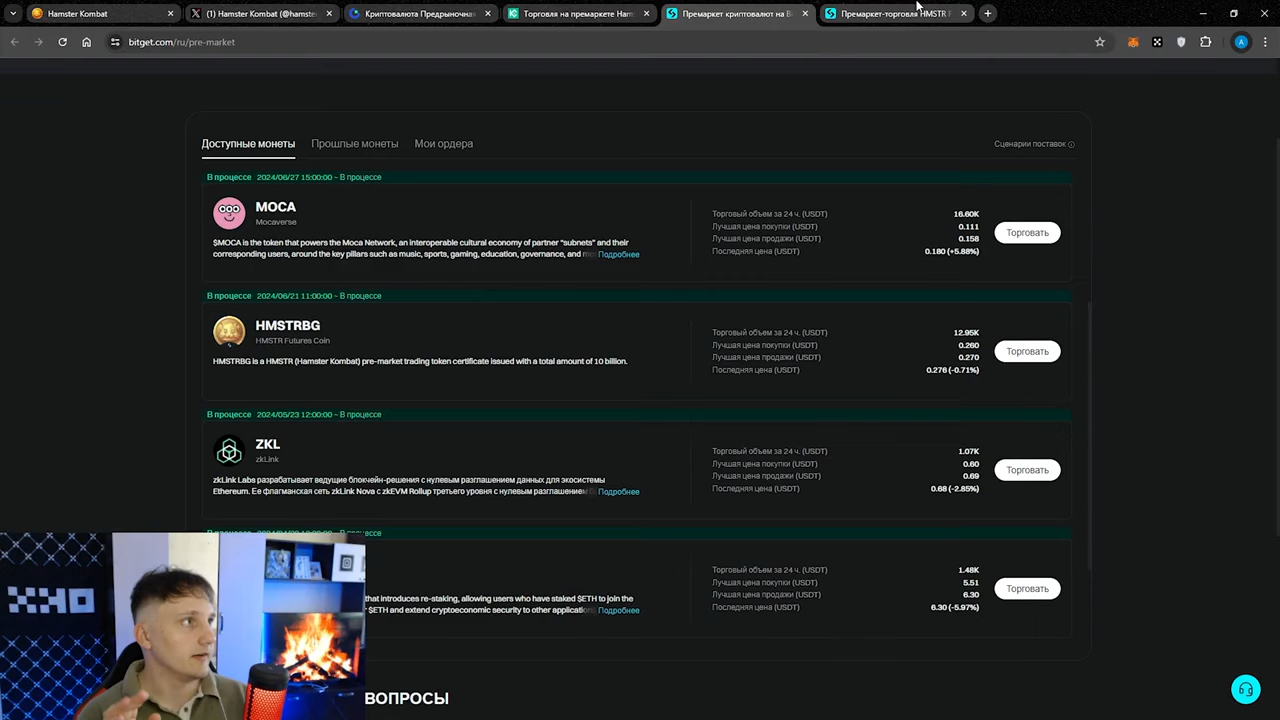 Hamster Kombat
(1) Hamster Kombat (@hamste
Криптовалюта Предрыночна
Торговля на премаркете Ham
Премаркет криптовалют на Bi
Премаркет-торговля HMSTR F
bitget.com/ru/pre-market
A
Доступные монеты
Прошлые монеты
Мои ордера
Сценарии поставок
В процессе 2024/06/27 15:00:00 ~ В процессе
MOCA
Mocaverse
$MOCA is the token that powers the Moca Network, an interoperable cultural economy of partner “subnets” and their
corresponding users, around the key pillars such as music, sports, gaming, education, governance, and Подробнее
Торговый объем за 24 ч. (USDT) 16.60K
Лучшая цена покупки (USDT) 0.111
Лучшая цена продажи (USDT) 0.158
Последняя цена (USDT) 0.180 (+5.88%)
Торговать
В процессе 2024/06/21 11:00:00 ~ В процессе
HMSTRBG
HMSTR Futures Coin
HMSTRBG is a HMSTR (Hamster Kombat) pre-market trading token certificate issued with a total amount of 10 billion.
Торговый объем за 24 ч. (USDT) 12.95K
Лучшая цена покупки (USDT) 0.260
Лучшая цена продажи (USDT) 0.270
Последняя цена (USDT) 0.276 (-0.71%)
Торговать
В процессе 2024/05/23 12:00:00 ~ В процессе
ZKL
zkLink
zkLink Labs разрабатывает ведущие блокчейн-решения с нулевым разглашением данных для экосистемы
Ethereum. Ее флагманская сеть zkLink Nova с zkEVM Rollup третьего уровня с нулевым разглашением Подробнее
Торговый объем за 24 ч. (USDT) 1.07K
Лучшая цена покупки (USDT) 0.60
Лучшая цена продажи (USDT) 0.69
Последняя цена (USDT) 0.68 (-2.85%)
Торговать
процессе
that introduces re-staking, allowing users who have staked $ETH to join the
$ETH and extend cryptoeconomic security to other application Подробнее
Торговый объем за 24 ч. (USDT) 1.48K
Лучшая цена покупки (USDT) 5.51
Лучшая цена продажи (USDT) 6.30
Последняя цена (USDT) 6.30 (-5.97%)
Торговать
ВОПРОСЫ